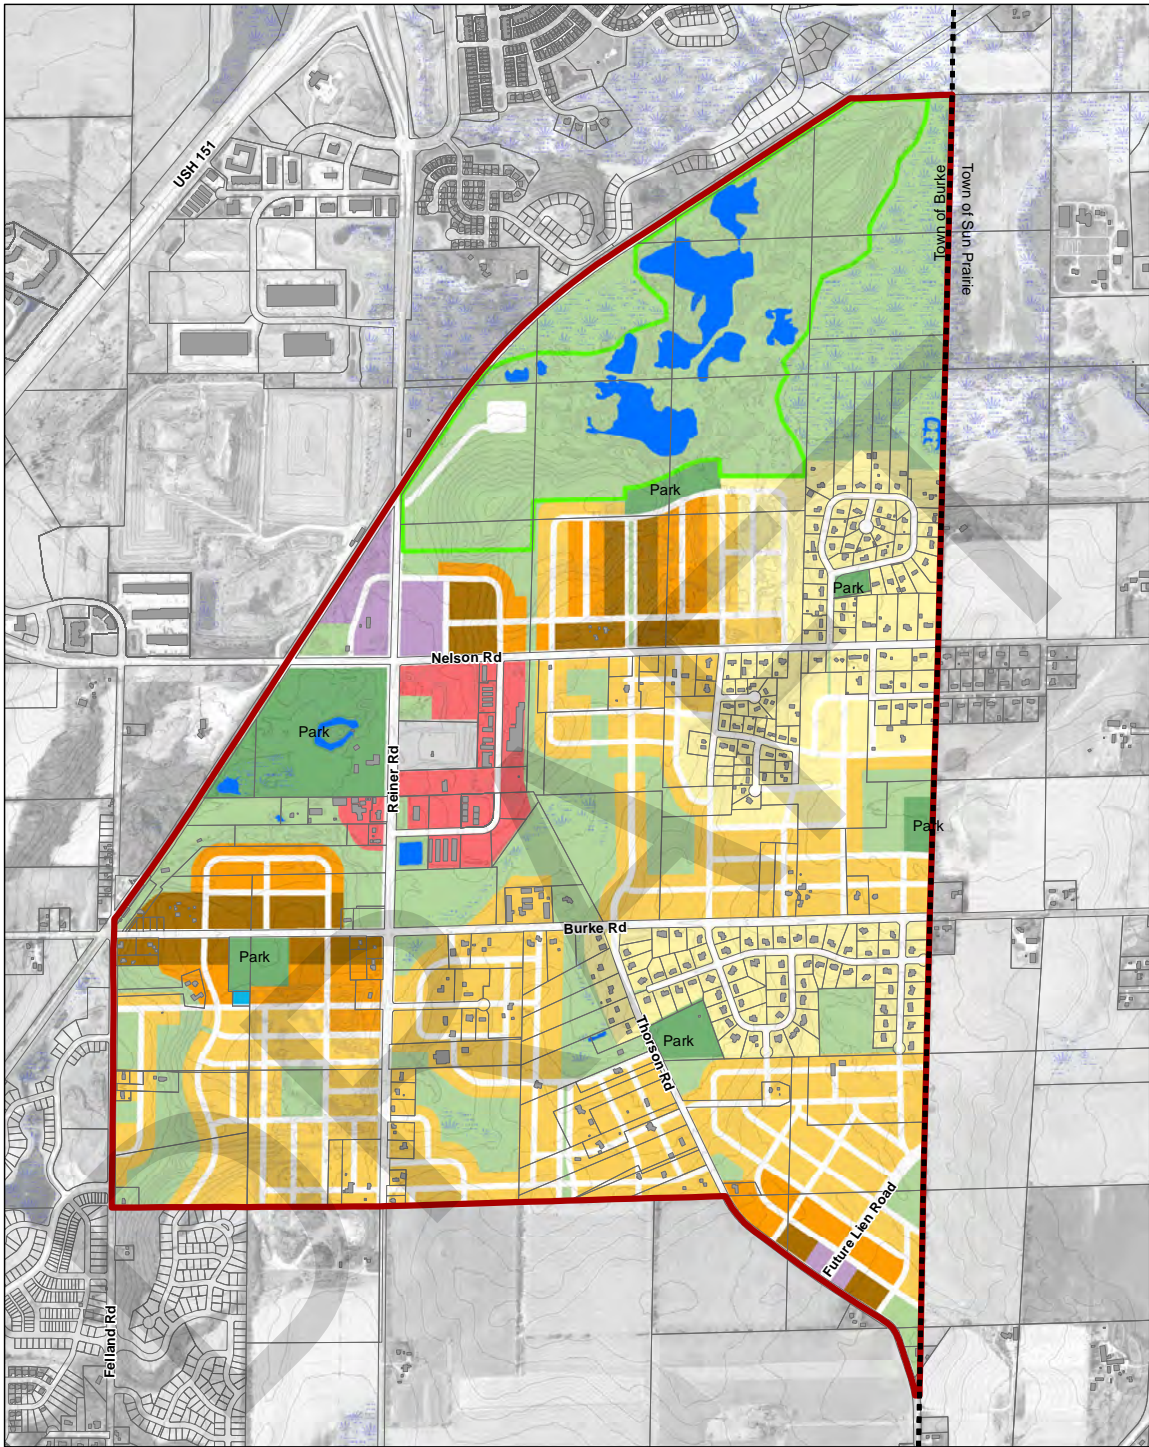 USH 151
Town of Sun Prairie
Town of Burke
Park
Park
Nelson Rd
Park
Reiner Rd
Park
Burke Rd
Park
Thorson Rd
Park
Future Lien Road
Felland Rd
DRAFT